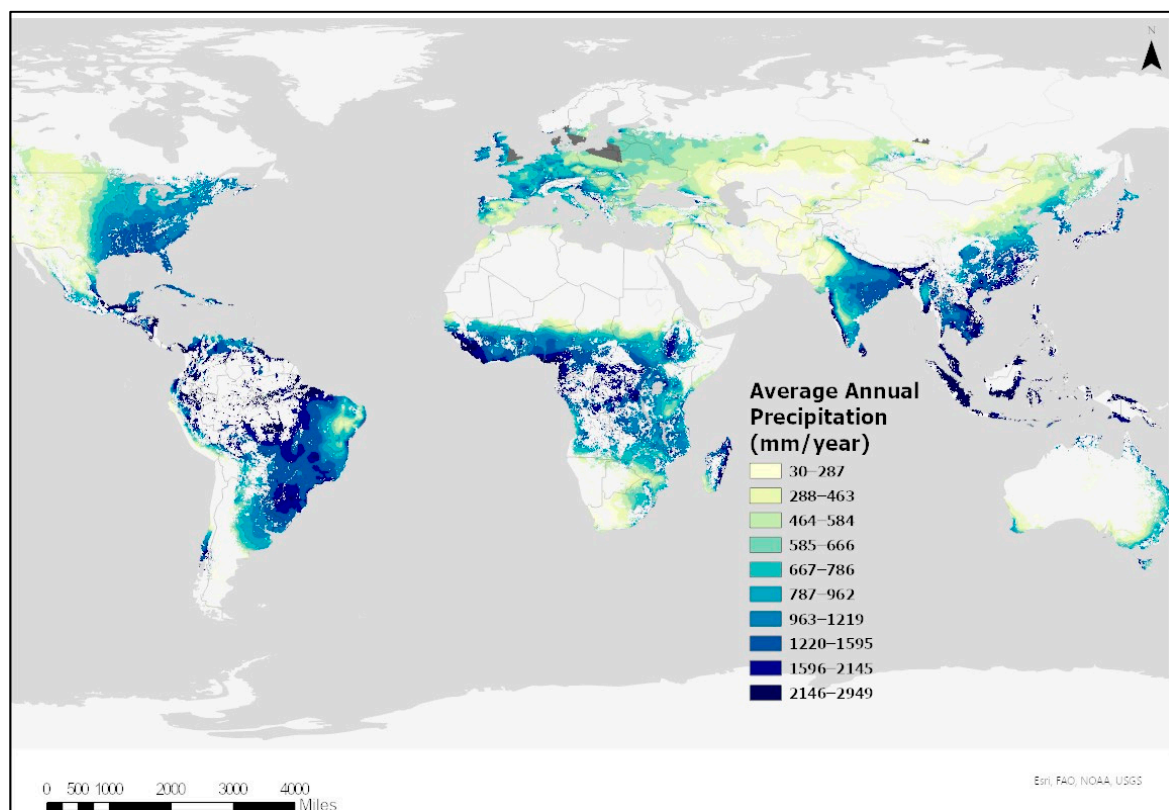 N
Average Annual
Precipitation
(mm/year)
30–287
288–463
464–584
585–666
667–786
787–962
963–1219
1220–1595
1596–2145
2146–2949
Esri, FAO, NOAA, USGS
0 500 1000 2000 3000 4000
Miles